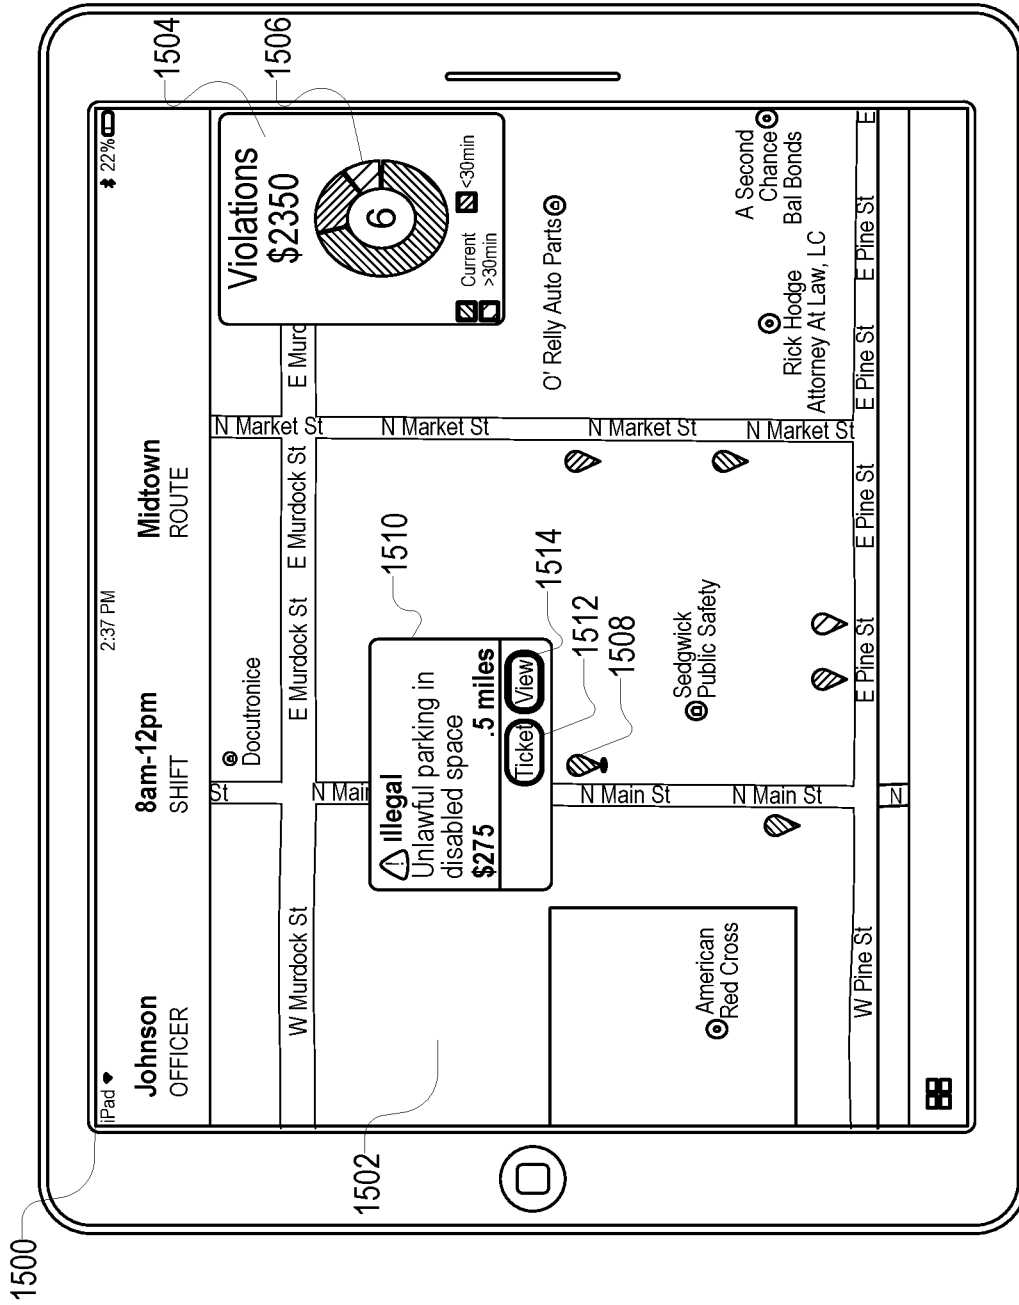 1500
1502
1504
1506
1510
1514
1512
1508
iPad
2:37 PM
22%
Johnson
OFFICER
8am-12pm
SHIFT
Midtown
ROUTE
Violations
$2350
6
Current
<30min
>30min
St
Docutronice
N Market St
W Murdock St
E Murdock St
E Murdock St
E Murd
N Mai
N Market St
Illegal
Unlawful parking in
disabled space
$275
.5 miles
Ticket
View
O' Relly Auto Parts
N Main St
N Market St
American
Red Cross
Sedgwick
Public Safety
N Main St
N Market St
Rick Hodge
Attorney At Law, LC
A Second
Chance
Bal Bonds
W Pine St
E Pine St
E Pine St
E Pine St
E Pine St
E
N